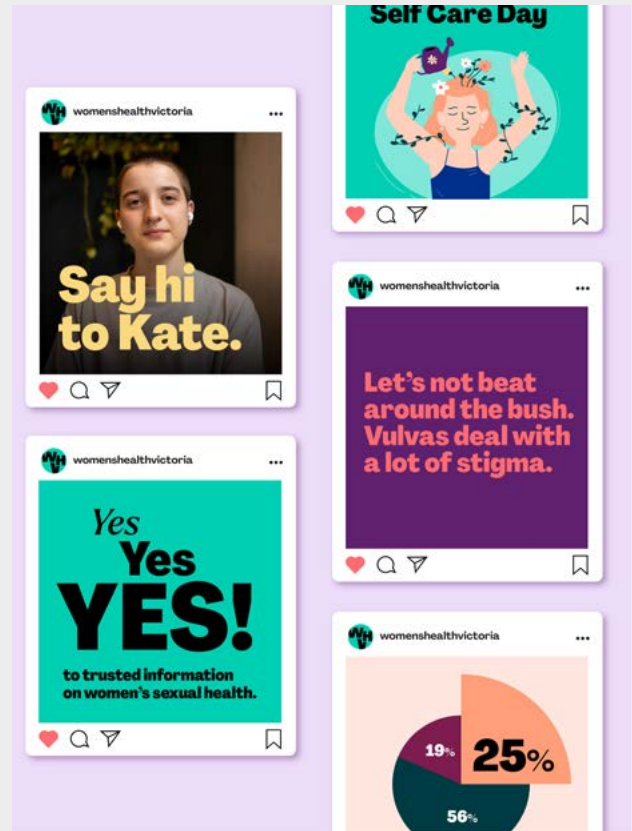 womenshealthvictoria
Say hi
to Kate.
womenshealthvictoria
Yes
Yes
YES!
to trusted information
on women's sexual health.
Self Care Day
womenshealthvictoria
Let's not beat
around the bush.
Vulvas deal with
a lot of stigma.
womenshealthvictoria
19%
25%
56%